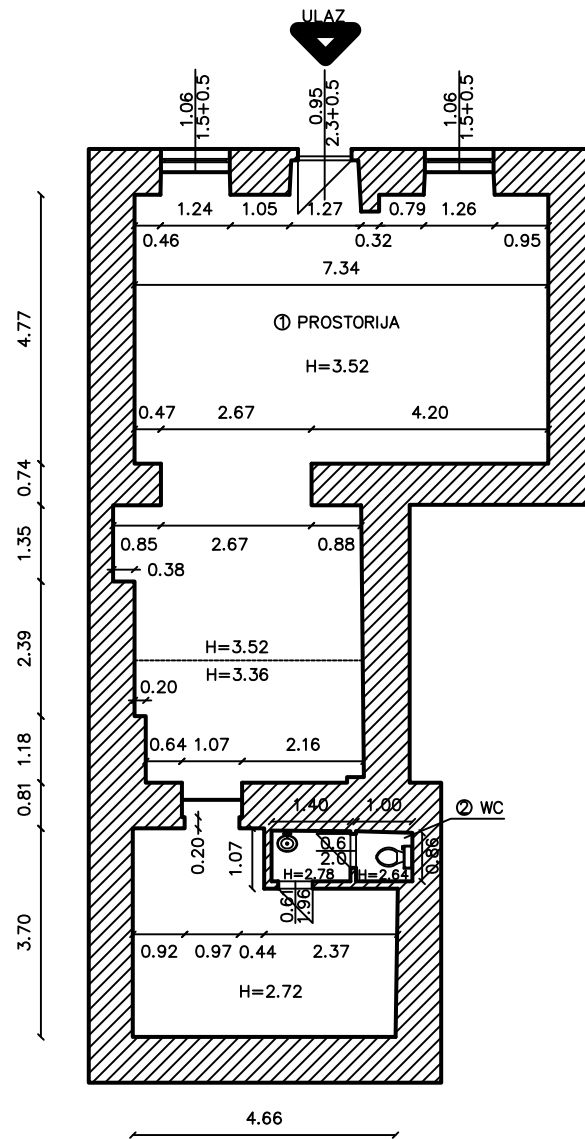 ULAZ
1.06
1.5+0.5
0.95
2.3+0.5
1.06
1.5+0.5
1.24 1.05 1.27 0.79 1.26
0.46 0.32 0.95
7.34
4.77
① PROSTORIJA
H=3.52
0.47 2.67 4.20
0.74
0.85 2.67 0.88
1.35
0.38
2.39
H=3.52
H=3.36
0.20
1.18
0.64 1.07 2.16
0.81
1.40 1.00
② WC
0.20
1.07
0.6
2.0
H=2.78
H=2.64
0.86
0.61
1.96
3.70
0.92 0.97 0.44 2.37
H=2.72
4.66